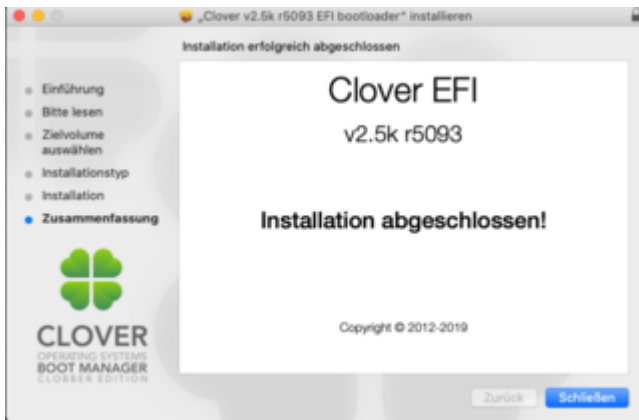 „Clover v2.5k r5093 EFI bootloader“ installieren
Installation erfolgreich abgeschlossen
Einführung
Bitte lesen
Zielvolume
auswählen
Installationstyp
Installation
Zusammenfassung
Clover EFI
v2.5k r5093
Installation abgeschlossen!
Copyright © 2012-2019
CLOVER
OPERATING SYSTEMS
BOOT MANAGER
CLOBBER EDITION
Zurück
Schließen